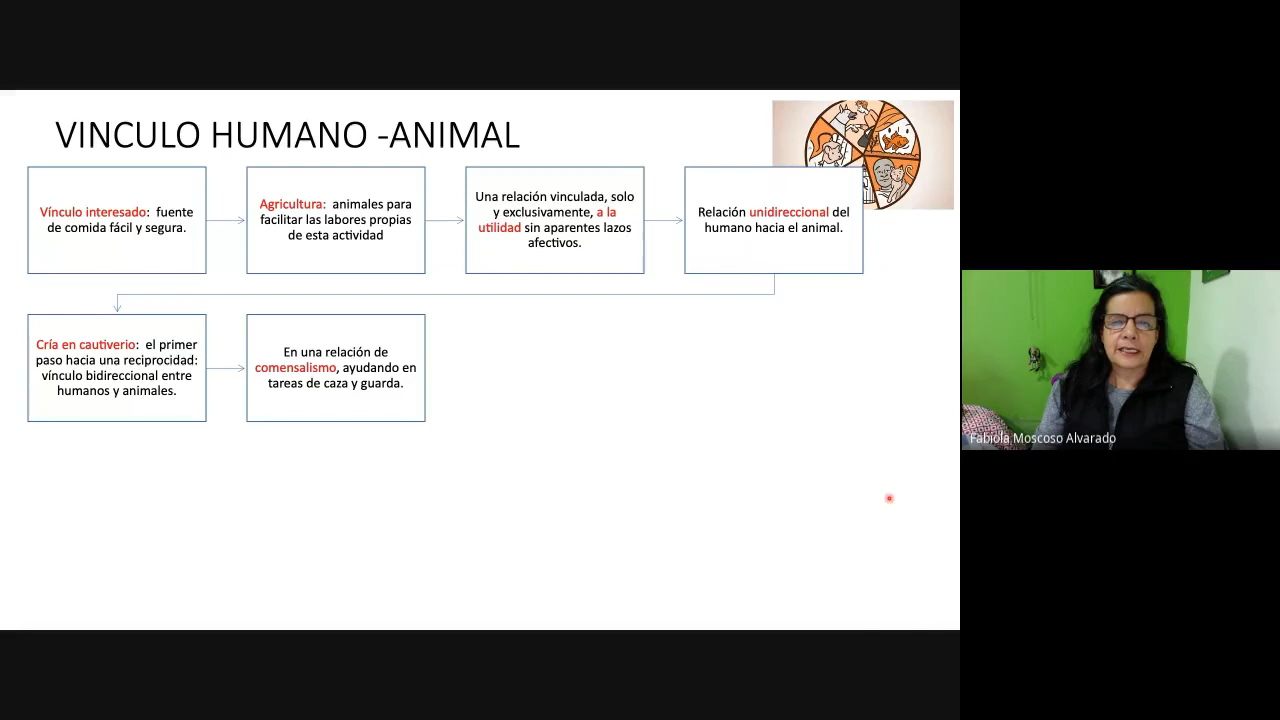 VINCULO HUMANO -ANIMAL
Vínculo interesado: fuente
de comida fácil y segura.
Agricultura: animales para
facilitar las labores propias
de esta actividad
Una relación vinculada, solo
y exclusivamente, a la
utilidad sin aparentes lazos
afectivos.
Relación unidireccional del
humano hacia el animal.
Cría en cautiverio: el primer
paso hacia una reciprocidad:
vínculo bidireccional entre
humanos y animales.
En una relación de
comensalismo, ayudando en
tareas de caza y guarda.
Fabiola Moscoso Alvarado